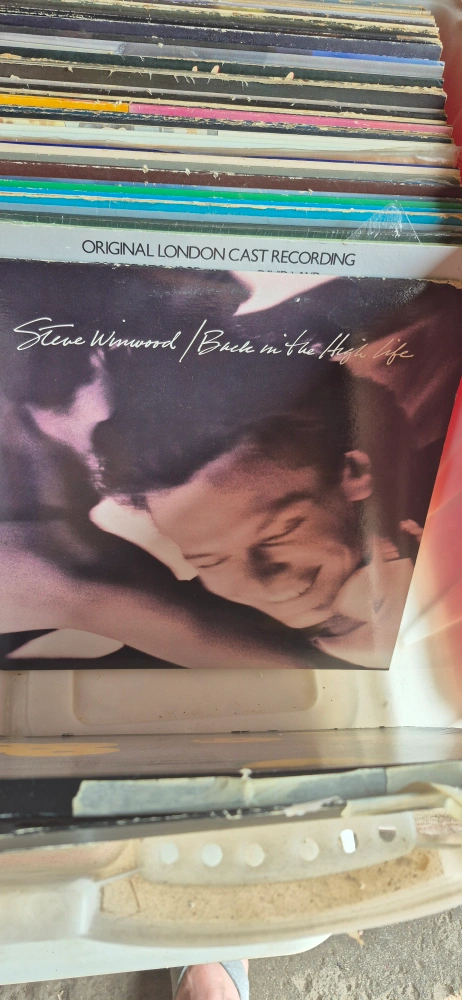 ORIGINAL LONDON CAST RECORDING
Steve Winwood / Back in the High Life